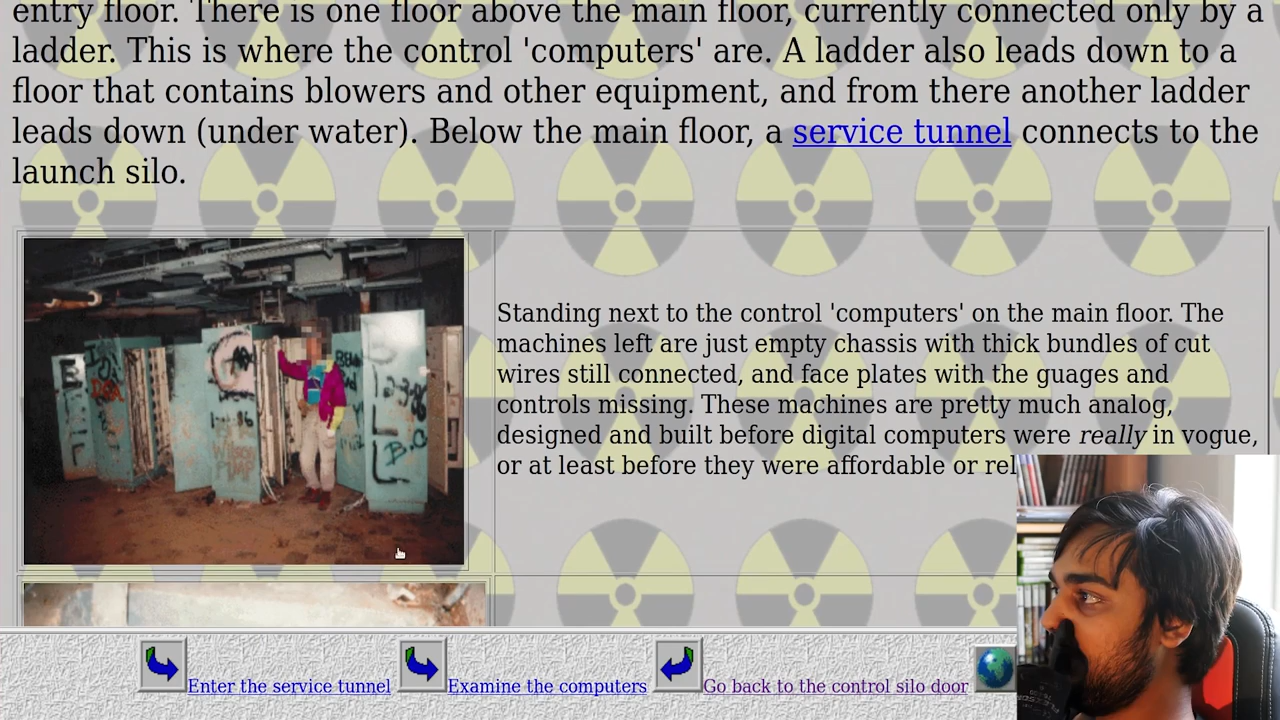 entry floor. There is one floor above the main floor, currently connected only by a
ladder. This is where the control 'computers' are. A ladder also leads down to a
floor that contains blowers and other equipment, and from there another ladder
leads down (under water). Below the main floor, a service tunnel connects to the
launch silo.
Standing next to the control 'computers' on the main floor. The
machines left are just empty chassis with thick bundles of cut
wires still connected, and face plates with the guages and
controls missing. These machines are pretty much analog,
designed and built before digital computers were really in vogue,
or at least before they were affordable or rel
Enter the service tunnel
Examine the computers
Go back to the control silo door